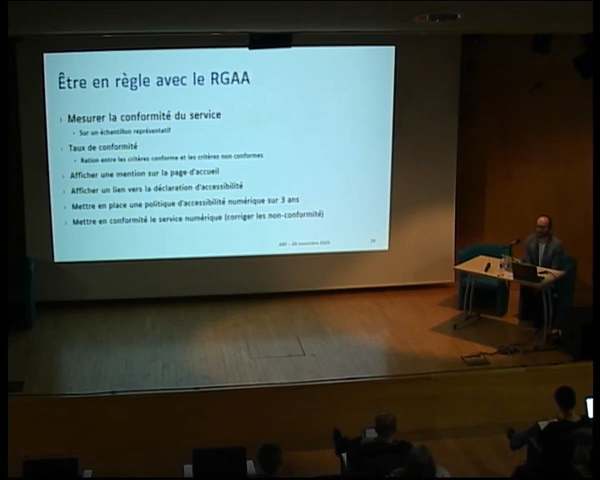 Être en règle avec le RGAA
› Mesurer la conformité du service
- Sur un échantillon représentatif
› Taux de conformité
- Ration entre les critères conforme et les critères non conformes
› Afficher une mention sur la page d'accueil
› Afficher un lien vers la déclaration d'accessibilité
› Mettre en place une politique d'accessibilité numérique sur 3 ans
› Mettre en conformité le service numérique (corriger les non-conformité)
novembre